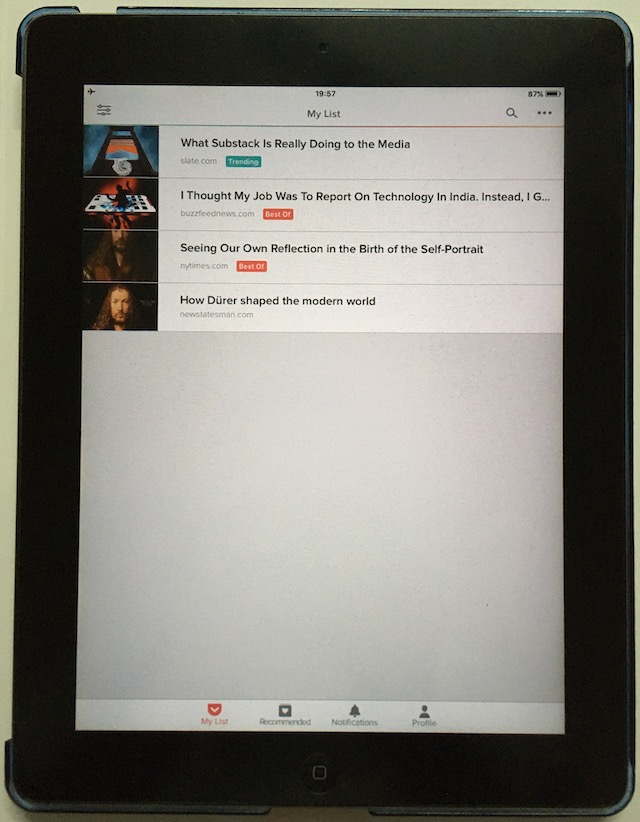 19:57
87%
My List
What Substack Is Really Doing to the Media
slate.com Trending
I Thought My Job Was To Report On Technology In India. Instead, I G...
buzzfeednews.com Best Of
Seeing Our Own Reflection in the Birth of the Self-Portrait
nytimes.com Best Of
How Dürer shaped the modern world
newstatesman.com
My List Recommended Notifications Profile